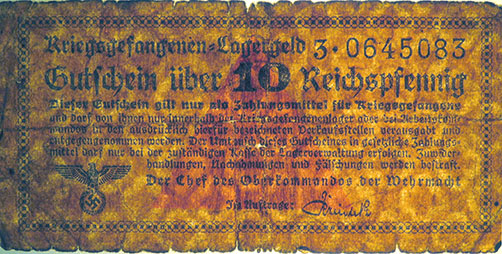 Kriegsgefangenen-Lagergeld 3·0645083
Gutschein über 10 Reichspfennig
Dieser Gutschein gilt nur als Zahlungsmittel für Kriegsgefangene
und darf von ihnen nur innerhalb der Kriegsgefangenenlager oder bei Arbeitskom-
mandos in den ausdrücklich hierfür bezeichneten Verkaufsstellen verausgabt und
entgegengenommen werden. Der Umtausch dieses Gutscheines in gesetzliche Zahlungs-
mittel darf nur bei der zuständigen Kasse der Lagerverwaltung erfolgen. Zuwider-
handlungen, Nachahmungen und Fälschungen werden bestraft.
Der Chef des Oberkommandos der Wehrmacht
Im Auftrage: